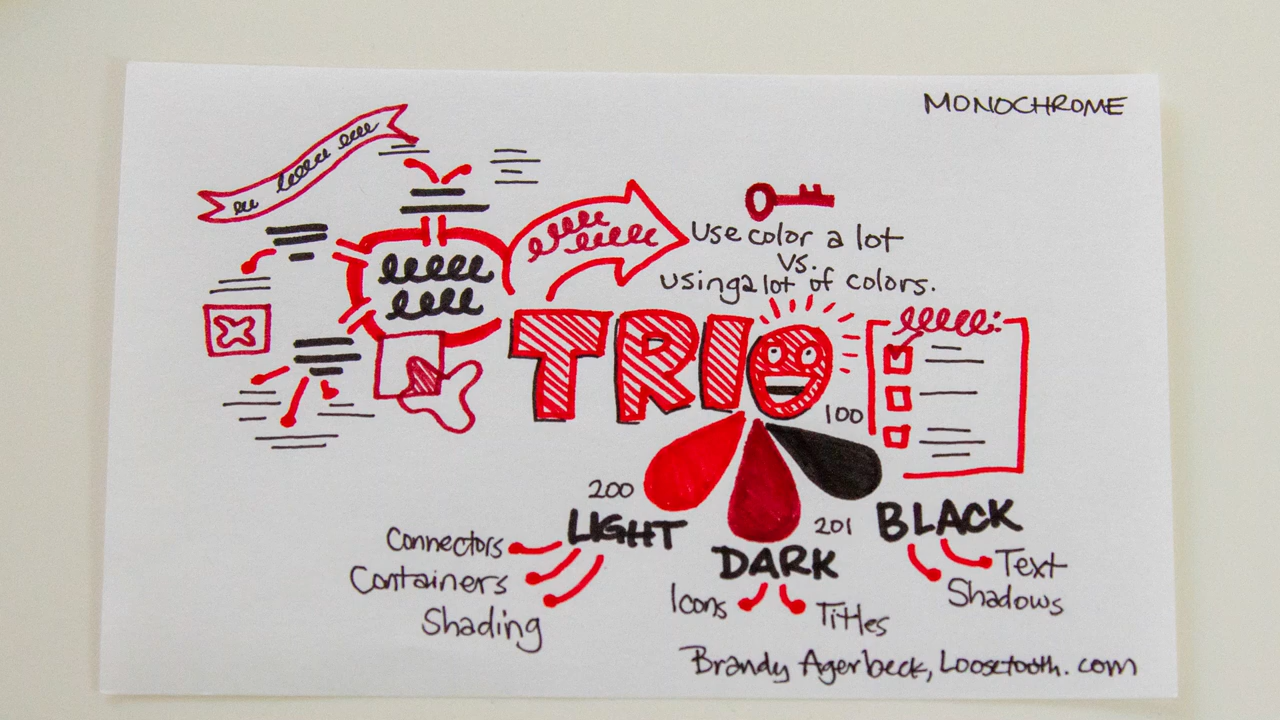 MONOCHROME
use color a lot
vs.
using a lot of colors.
TRIO
100
200
LIGHT
Connectors
Containers
Shading
201
DARK
Icons
Titles
BLACK
Text
Shadows
Brandy Agerbeck, Loosetooth.com